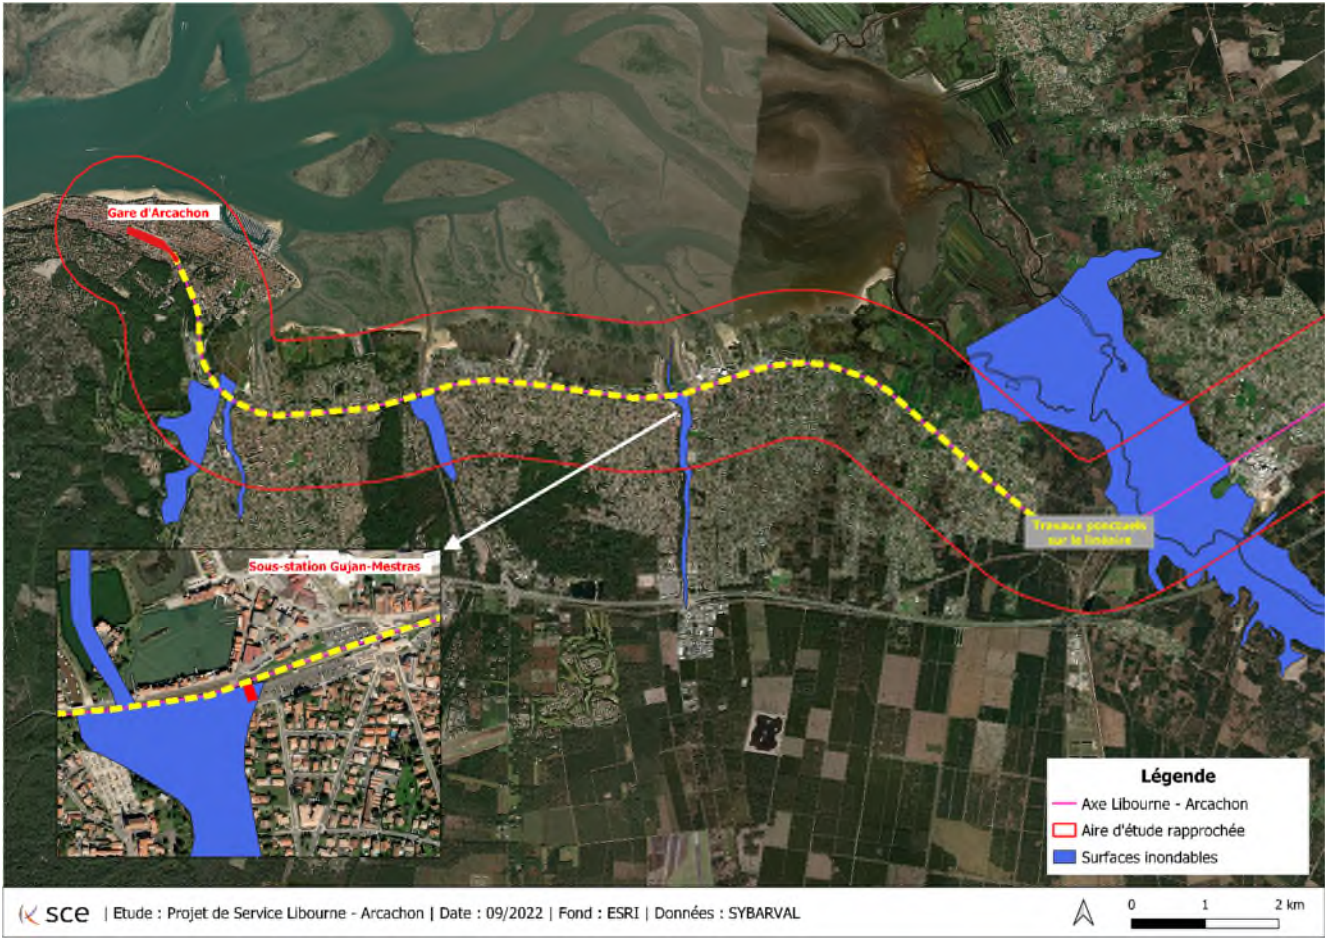 Gare d'Arcachon
Travaux ponctuels
sur le linéaire
Sous-station Gujan-Mestras
Légende
Axe Libourne - Arcachon
Aire d'étude rapprochée
Surfaces inondables
sce | Etude : Projet de Service Libourne - Arcachon | Date : 09/2022 | Fond : ESRI | Données : SYBARVAL
0 1 2 km